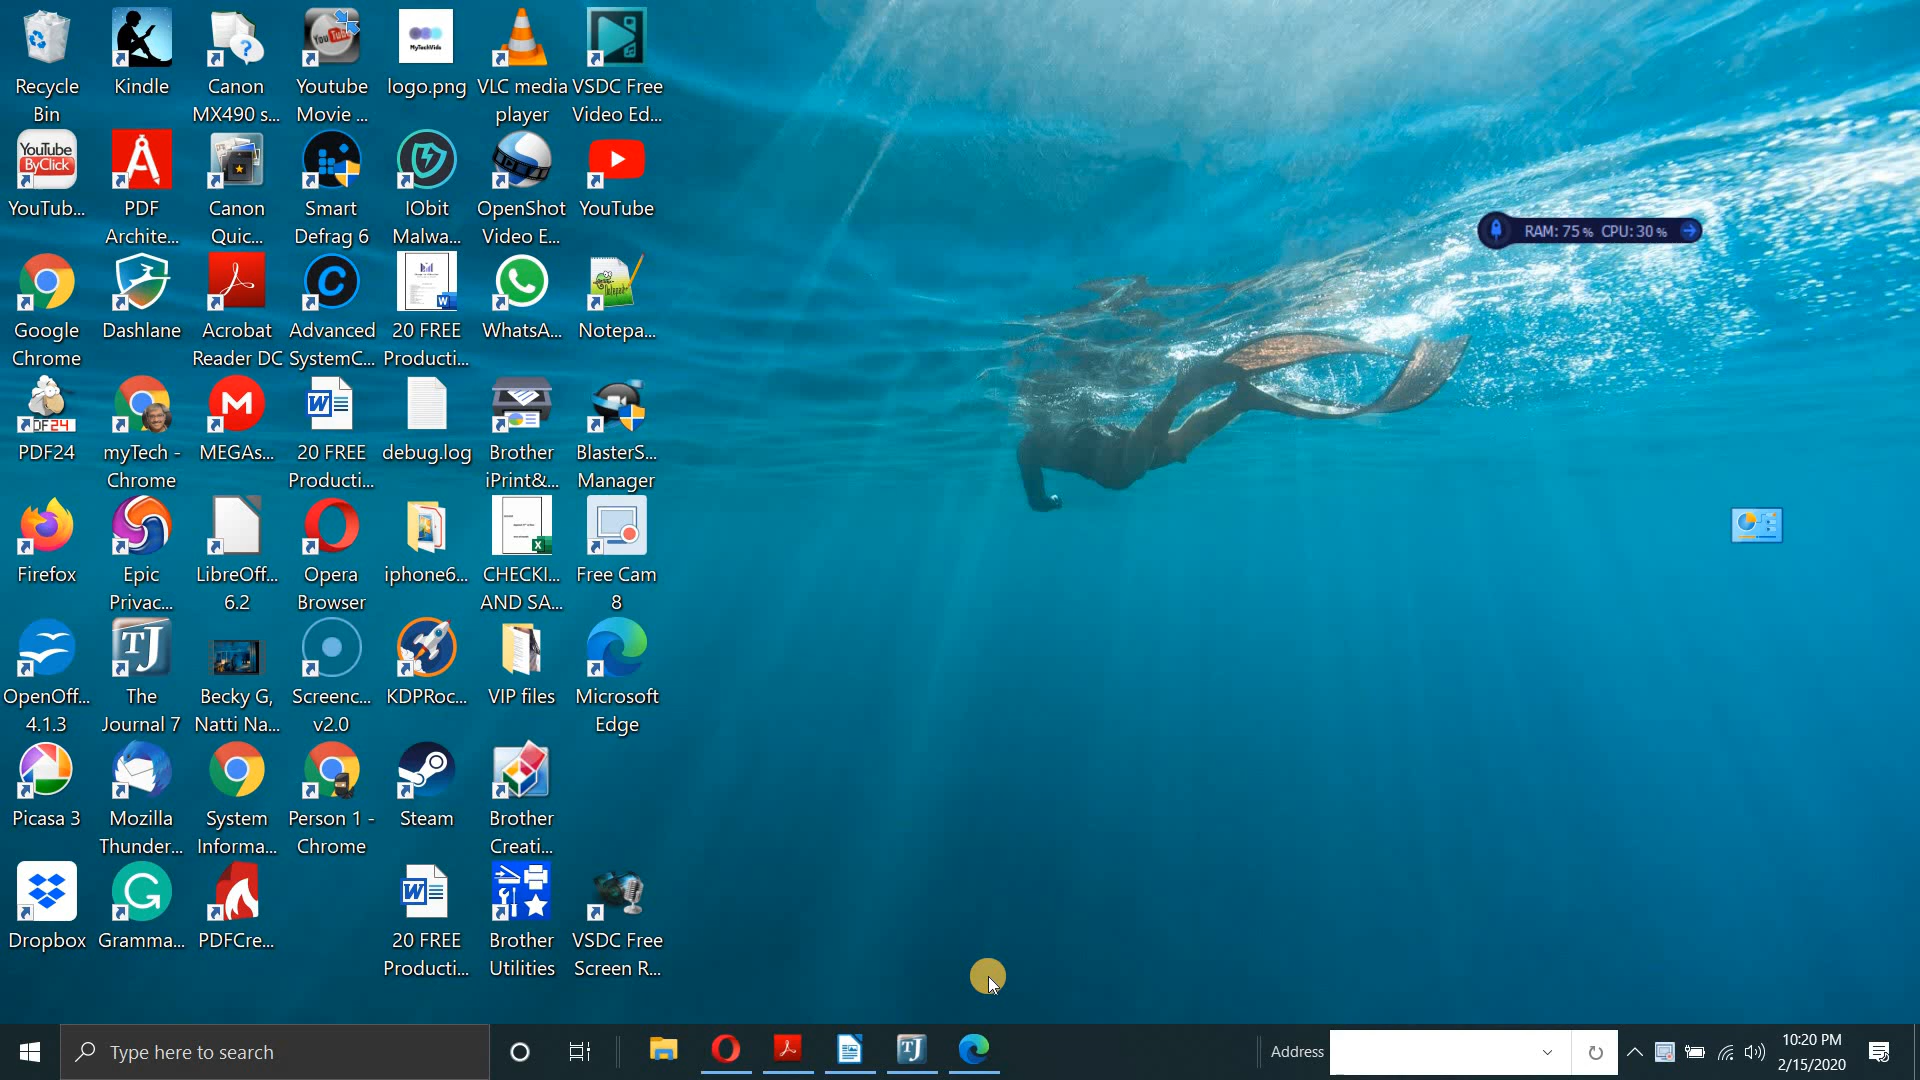 Recycle
Bin
Kindle
Canon
MX490 s...
Youtube
Movie ...
logo.png
VLC media
player
VSDC Free
Video Ed...
YouTube
ByClick
YouTub...
PDF
Archite...
Canon
Quic...
Smart
Defrag 6
IObit
Malwa...
OpenShot
Video E...
YouTube
RAM: 75 % CPU: 30 %
Google
Chrome
Dashlane
Acrobat
Reader DC
Advanced
SystemC...
20 FREE
Producti...
WhatsA...
Notepa...
PDF24
myTech -
Chrome
MEGAs...
20 FREE
Producti...
debug.log
Brother
iPrint&...
BlasterS...
Manager
Firefox
Epic
Privac...
LibreOff...
6.2
Opera
Browser
iphone6...
CHECKI...
AND SA...
Free Cam
8
OpenOff...
4.1.3
The
Journal 7
Becky G,
Natti Na...
Screenc...
v2.0
KDPRoc...
VIP files
Microsoft
Edge
Picasa 3
Mozilla
Thunder...
System
Informa...
Person 1 -
Chrome
Steam
Brother
Creati...
Dropbox
Gramma...
PDFCre...
20 FREE
Producti...
Brother
Utilities
VSDC Free
Screen R...
Type here to search
Address
10:20 PM
2/15/2020